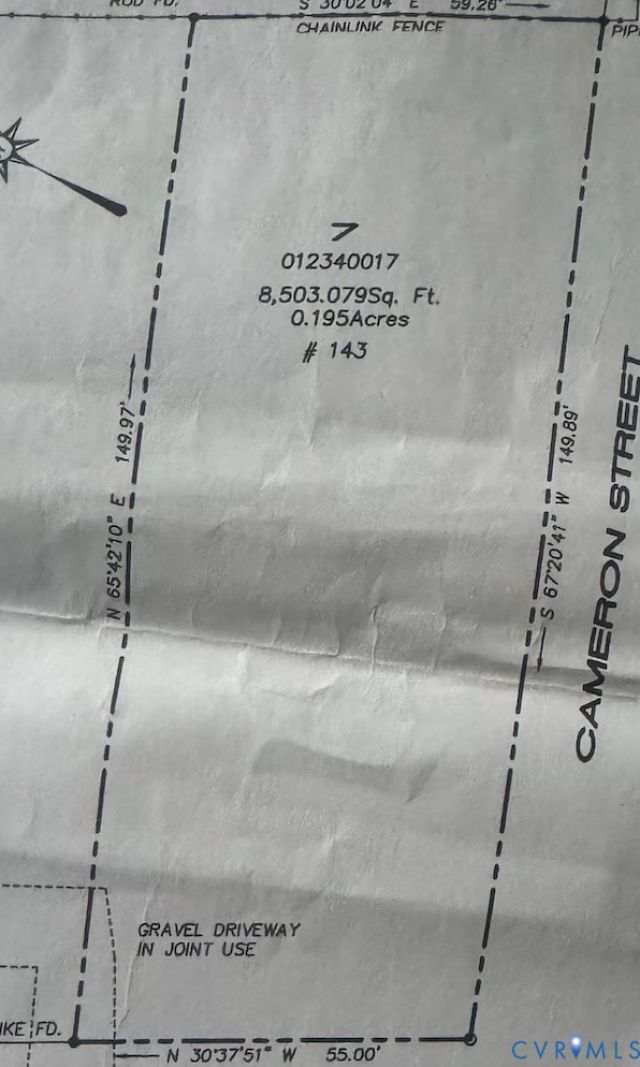 ROD FD.
S 30°02'04" E 59.28'
CHAINLINK FENCE
7
012340017
8,503.079Sq. Ft.
0.195Acres
# 143
N 65°42'10" E 149.97'
S 67°20'41" W 149.89'
CAMERON STREET
GRAVEL DRIVEWAY
IN JOINT USE
FD.
N 30°37'51" W 55.00'
CVRMLS